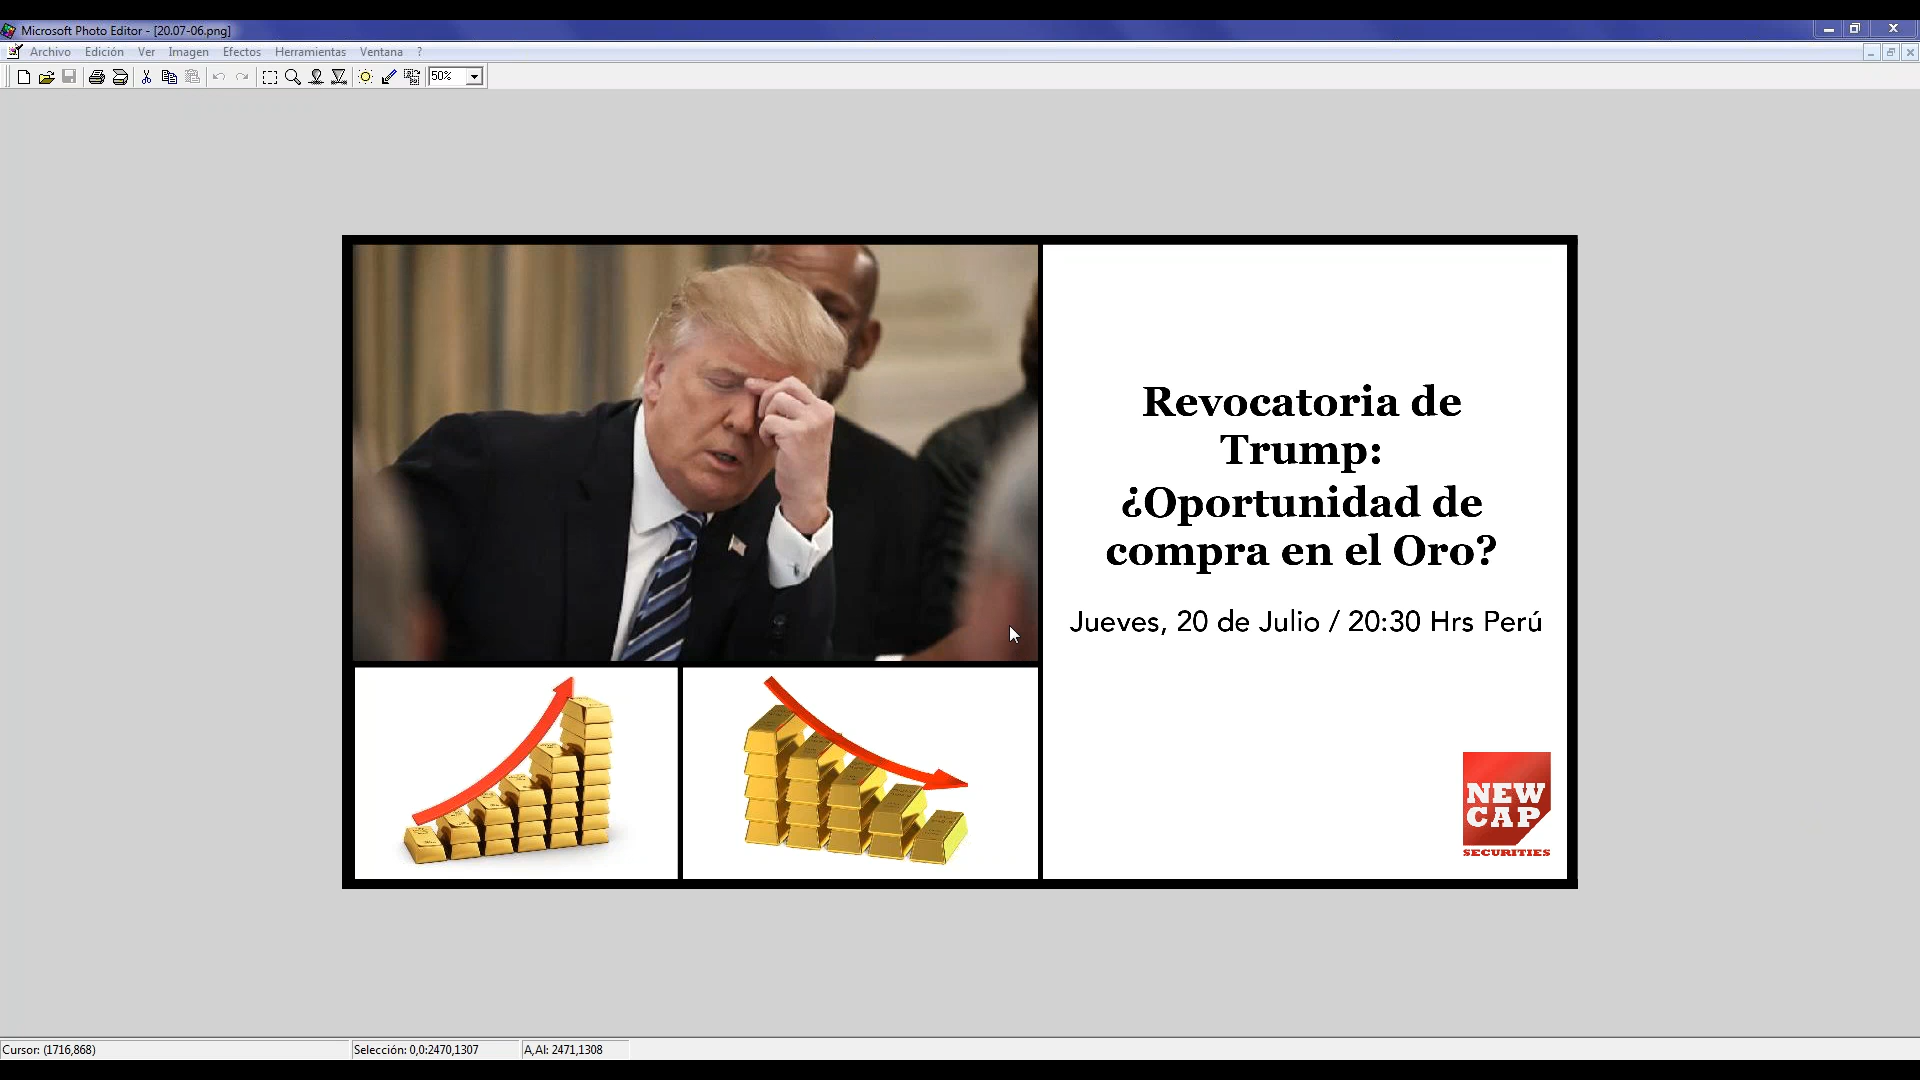 Microsoft Photo Editor - [20.07-06.png]
Archivo Edición Ver Imagen Efectos Herramientas Ventana ?
50%
Revocatoria de
Trump:
¿Oportunidad de
compra en el Oro?
Jueves, 20 de Julio / 20:30 Hrs Perú
NEW
CAP
SECURITIES
Cursor: (1716,868) Selección: 0,0:2470,1307 A,Al: 2471,1308